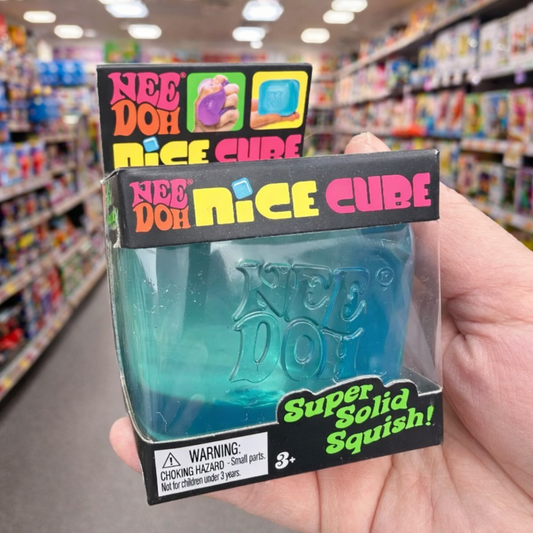 NEE®
DOH
NICE CUBE
NEE®
DOH
NICE CUBE
NEE®
DOH
Super
Solid
Squish!
WARNING:
CHOKING HAZARD - Small parts.
Not for children under 3 years.
3+